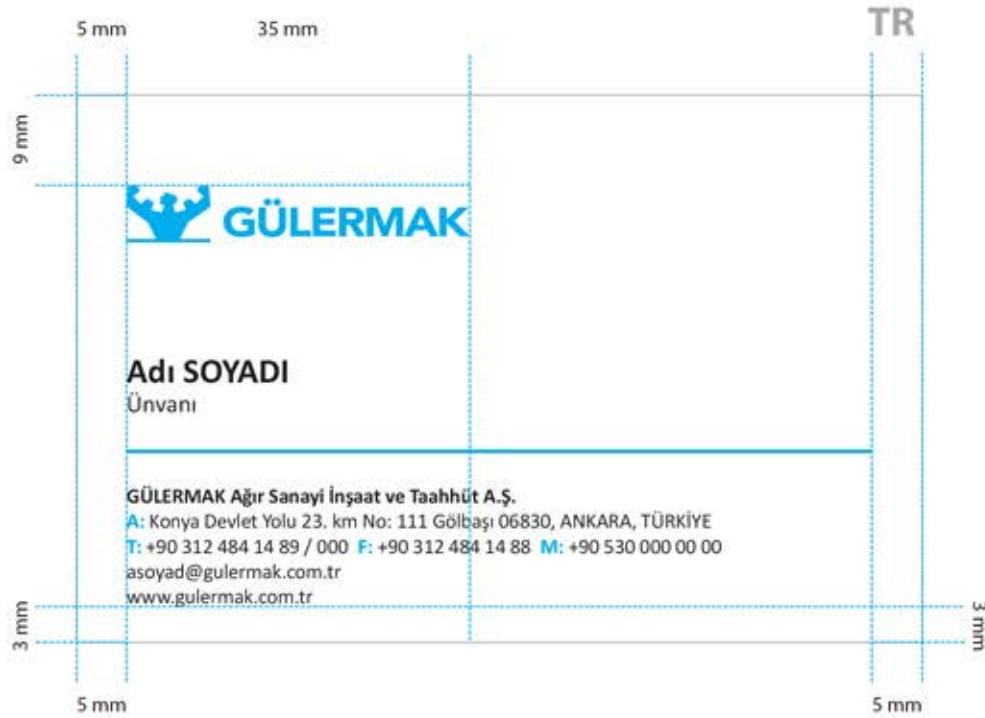 5 mm 35 mm TR
9 mm
GÜLERMAK
Adı SOYADI
Ünvanı
GÜLERMAK Ağır Sanayi İnşaat ve Taahhüt A.Ş.
A: Konya Devlet Yolu 23. km No: 111 Gölbaşı 06830, ANKARA, TÜRKİYE
T: +90 312 484 14 89 / 000 F: +90 312 484 14 88 M: +90 530 000 00 00
asoyad@gulermak.com.tr
www.gulermak.com.tr
3 mm 3 mm
5 mm 5 mm